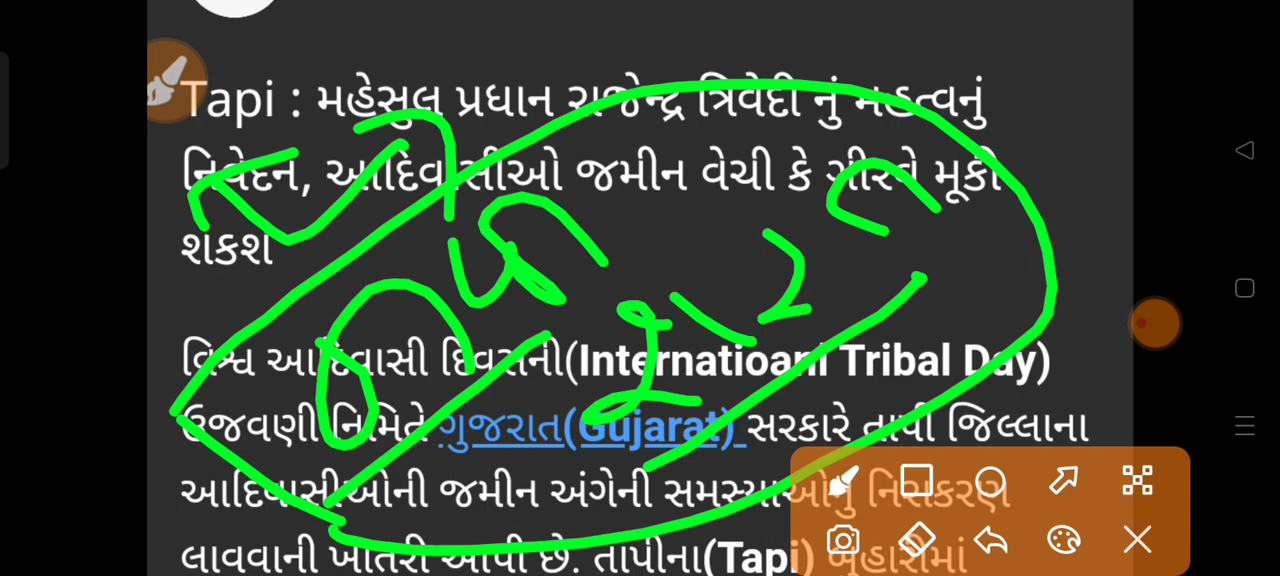 Tapi : મહેસુલ પ્રધાન રાજેન્દ્ર ત્રિવેદી નું મહત્વનું
નિવેદન, આદિવાસીઓ જમીન વેચી કે ગીરવે મૂકી
શકશે
વિશ્વ આદિવાસી દિવસની(Internatioanl Tribal Day)
ઉજવણી નિમિતે ગુજરાત(Gujarat) સરકારે તાપી જિલ્લાના
આદિવાસીઓની જમીન અંગેની સમસ્યાઓનું નિરાકરણ
લાવવાની ખાતરી આપી છે. તાપીના(Tapi) બુહારીમાં